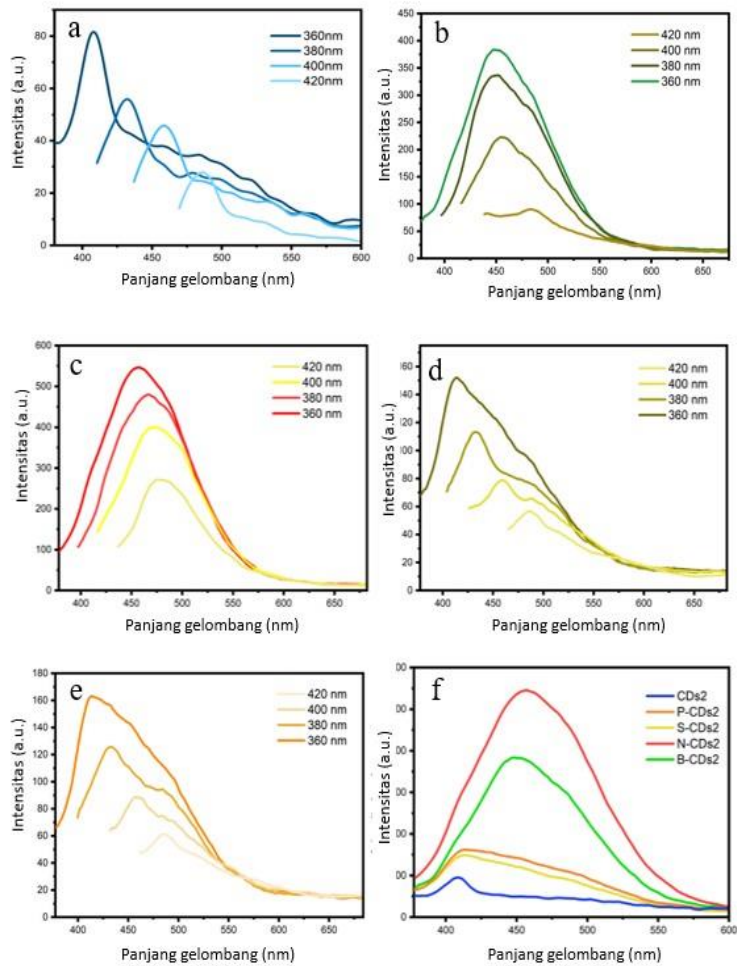 a
360nm
380nm
400nm
420nm
80
60
40
20
0
400
450
500
550
600
Intensitas (a.u.)
Panjang gelombang (nm)
b
420 nm
400 nm
380 nm
360 nm
450
400
350
300
250
200
150
100
50
0
400
450
500
550
600
650
Intensitas (a.u.)
Panjang gelombang (nm)
c
420 nm
400 nm
380 nm
360 nm
600
500
400
300
200
100
0
400
450
500
550
600
650
Intensitas (a.u.)
Panjang gelombang (nm)
d
420 nm
400 nm
380 nm
360 nm
160
140
120
100
80
60
40
20
0
400
450
500
550
600
650
Intensitas (a.u.)
Panjang gelombang (nm)
e
420 nm
400 nm
380 nm
360 nm
180
160
140
120
100
80
60
40
20
0
400
450
500
550
600
650
Intensitas (a.u.)
Panjang gelombang (nm)
f
CDs2
P-CDs2
S-CDs2
N-CDs2
B-CDs2
400
450
500
550
600
Intensitas (a.u.)
Panjang gelombang (nm)